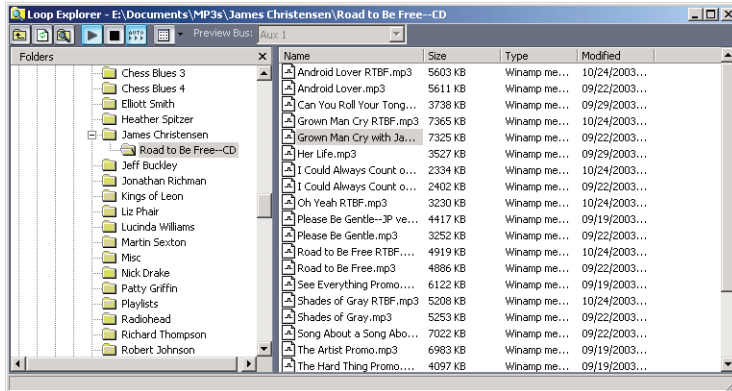 Loop Explorer - E:\Documents\MP3s\James Christensen\Road to Be Free--CD
AUTO Preview Bus: Aux 1
Folders
Chess Blues 3
Chess Blues 4
Elliott Smith
Heather Spitzer
James Christensen
Road to Be Free--CD
Jeff Buckley
Jonathan Richman
Kings of Leon
Liz Phair
Lucinda Williams
Martin Sexton
Misc
Nick Drake
Patty Griffin
Playlists
Radiohead
Richard Thompson
Robert Johnson
Name Size Type Modified
Android Lover RTBF.mp3 5603 KB Winamp me... 10/24/2003...
Android Lover.mp3 5611 KB Winamp me... 09/22/2003...
Can You Roll Your Tong... 3738 KB Winamp me... 09/29/2003...
Grown Man Cry RTBF.mp3 7365 KB Winamp me... 10/24/2003...
Grown Man Cry with Ja... 7325 KB Winamp me... 09/22/2003...
Her Life.mp3 3527 KB Winamp me... 09/29/2003...
I Could Always Count o... 2334 KB Winamp me... 10/24/2003...
I Could Always Count o... 2402 KB Winamp me... 09/22/2003...
Oh Yeah RTBF.mp3 3230 KB Winamp me... 10/24/2003...
Please Be Gentle--JP ve... 4417 KB Winamp me... 09/19/2003...
Please Be Gentle.mp3 3252 KB Winamp me... 09/22/2003...
Road to Be Free RTBF.... 4919 KB Winamp me... 10/24/2003...
Road to Be Free.mp3 4886 KB Winamp me... 09/22/2003...
See Everything Promo.... 6122 KB Winamp me... 09/19/2003...
Shades of Gray RTBF.mp3 5208 KB Winamp me... 10/24/2003...
Shades of Gray.mp3 5253 KB Winamp me... 09/22/2003...
Song About a Song Abo... 7022 KB Winamp me... 09/22/2003...
The Artist Promo.mp3 6983 KB Winamp me... 09/19/2003...
The Hard Thing Promo.... 4097 KB Winamp me... 09/19/2003...